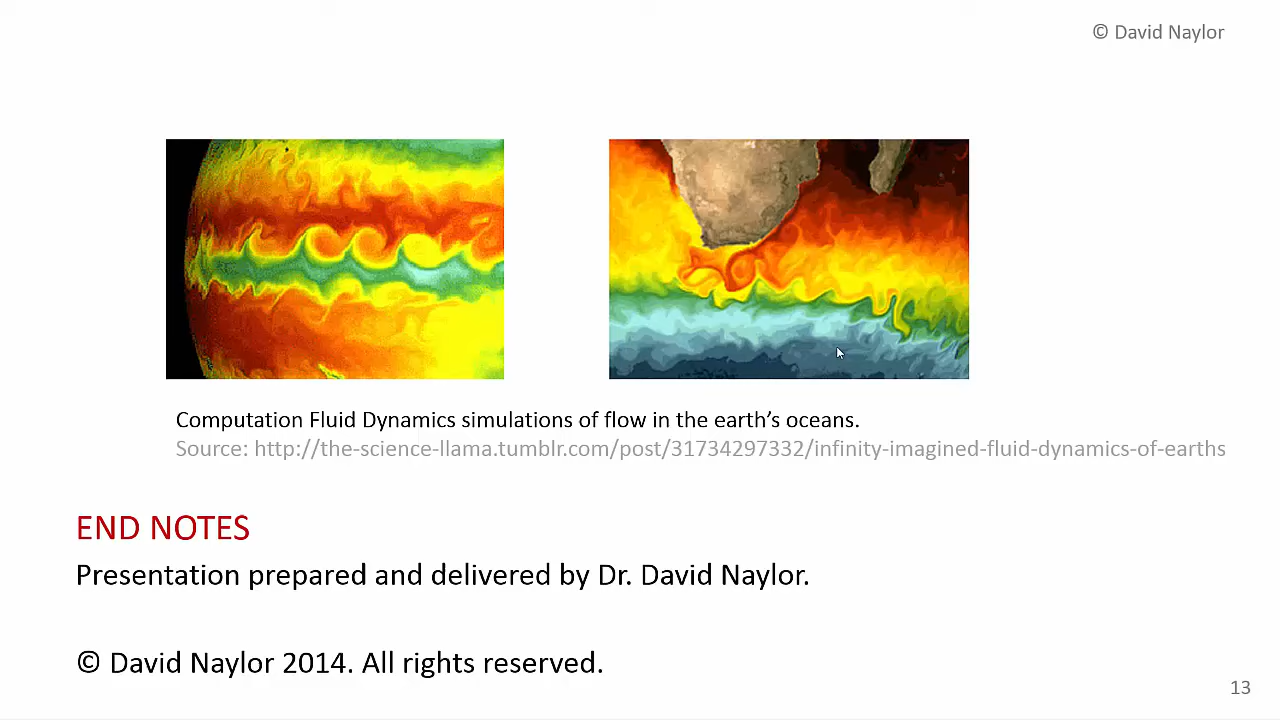 © David Naylor
Computation Fluid Dynamics simulations of flow in the earth's oceans.
Source: http://the-science-llama.tumblr.com/post/31734297332/infinity-imagined-fluid-dynamics-of-earths
END NOTES
Presentation prepared and delivered by Dr. David Naylor.
© David Naylor 2014. All rights reserved.
13